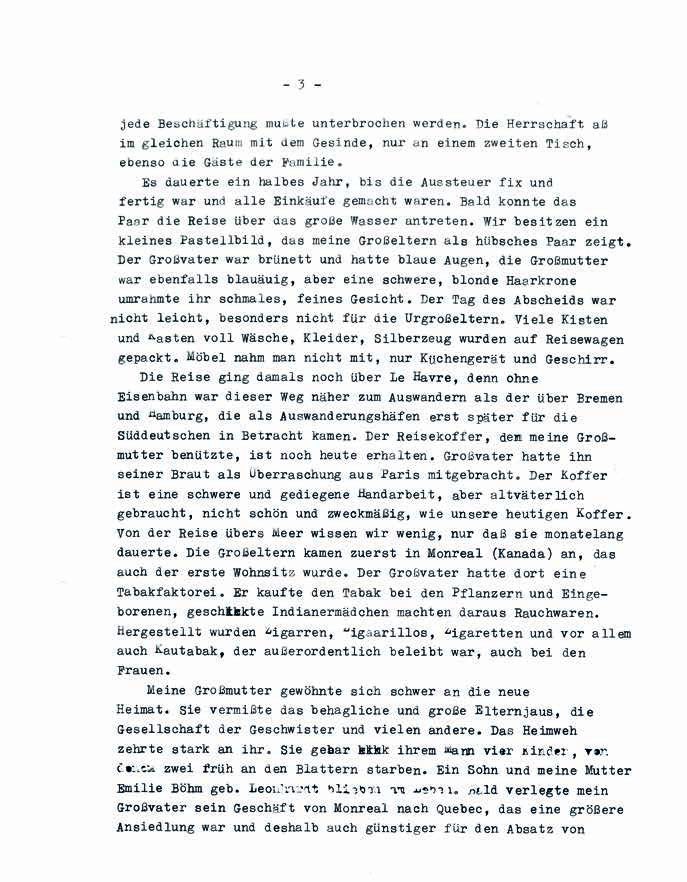 - 3 -
jede Beschäftigung mußte unterbrochen werden. Die Herrschaft aß
im gleichen Raum mit dem Gesinde, nur an einem zweiten Tisch,
ebenso die Gäste der Familie.
Es dauerte ein halbes Jahr, bis die Aussteuer fix und
fertig war und alle Einkäufe gemacht waren. Bald konnte das
Paar die Reise über das große Wasser antreten. Wir besitzen ein
kleines Pastellbild, das meine Großeltern als hübsches Paar zeigt.
Der Großvater war brünett und hatte blaue Augen, die Großmutter
war ebenfalls blauäuig, aber eine schwere, blonde Haarkrone
umrahmte ihr schmales, feines Gesicht. Der Tag des Abscheids war
nicht leicht, besonders nicht für die Urgroßeltern. Viele Kisten
und Kasten voll Wäsche, Kleider, Silberzeug wurden auf Reisewagen
gepackt. Möbel nahm man nicht mit, nur Küchengerät und Geschirr.
Die Reise ging damals noch über Le Havre, denn ohne
Eisenbahn war dieser Weg näher zum Auswandern als der über Bremen
und Hamburg, die als Auswanderungshäfen erst später für die
Süddeutschen in Betracht kamen. Der Reisekoffer, den meine Groß-
mutter benützte, ist noch heute erhalten. Großvater hatte ihn
seiner Braut als Überraschung aus Paris mitgebracht. Der Koffer
ist eine schwere und gediegene Handarbeit, aber altväterlich
gebraucht, nicht schön und zweckmäßig, wie unsere heutigen Koffer.
Von der Reise übers Meer wissen wir wenig, nur daß sie monatelang
dauerte. Die Großeltern kamen zuerst in Monreal (Kanada) an, das
auch der erste Wohnsitz wurde. Der Großvater hatte dort eine
Tabakfaktorei. Er kaufte den Tabak bei den Pflanzern und Einge-
borenen, geschickte Indianermädchen machten daraus Rauchwaren.
Hergestellt wurden Zigarren, Zigaarillos, Zigaretten und vor allem
auch Kautabak, der außerordentlich beleibt war, auch bei den
Frauen.
Meine Großmutter gewöhnte sich schwer an die neue
Heimat. Sie vermißte das behagliche und große Elternjaus, die
Gesellschaft der Geschwister und vielen andere. Das Heimweh
zehrte stark an ihr. Sie gebar ihrem Mann vier Kinder, von
denen zwei früh an den Blattern starben. Ein Sohn und meine Mutter
Emilie Böhm geb. Leonhardt blieben am Leben. Bald verlegte mein
Großvater sein Geschäft von Monreal nach Quebec, das eine größere
Ansiedlung war und deshalb auch günstiger für den Absatz von